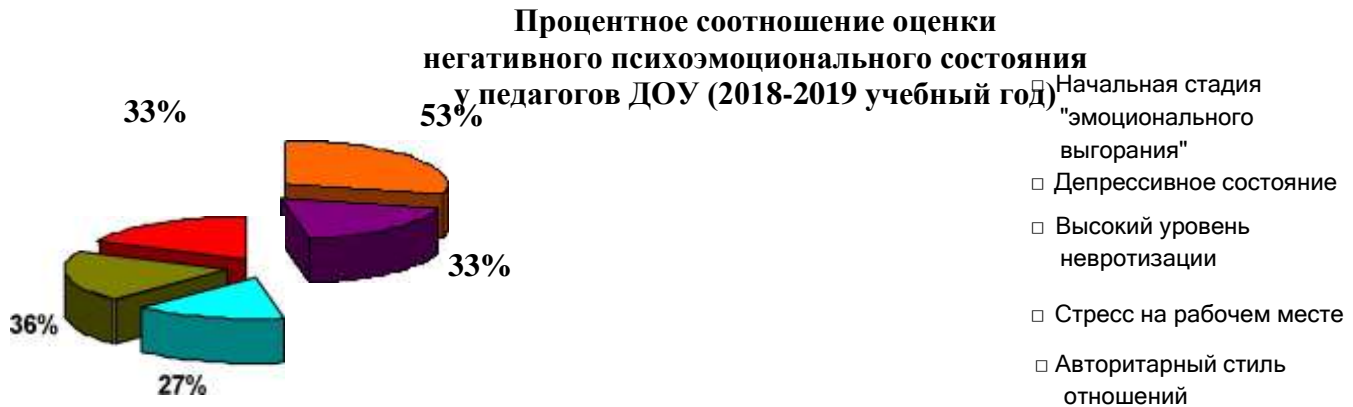 Процентное соотношение оценки
негативного психоэмоционального состояния
у педагогов ДОУ (2018-2019 учебный год)
33%
53%
33%
36%
27%
□ Начальная стадия
"эмоционального
выгорания"
□ Депрессивное состояние
□ Высокий уровень
невротизации
□ Стресс на рабочем месте
□ Авторитарный стиль
отношений